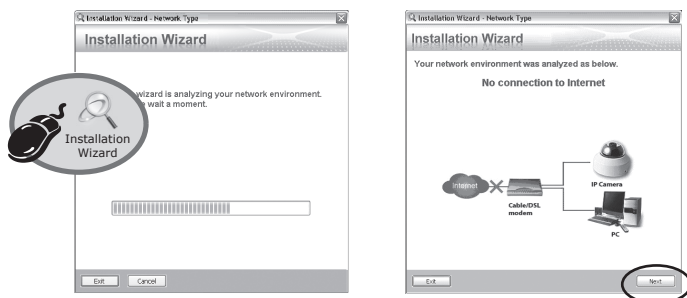 Installation Wizard - Network Type
Installation Wizard
wizard is analyzing your network environment.
wait a moment.
Installation
Wizard
Exit
Cancel
Installation Wizard - Network Type
Installation Wizard
Your network environment was analyzed as below.
No connection to Internet
Internet
IP Camera
Cable/DSL
modem
PC
Exit
Next